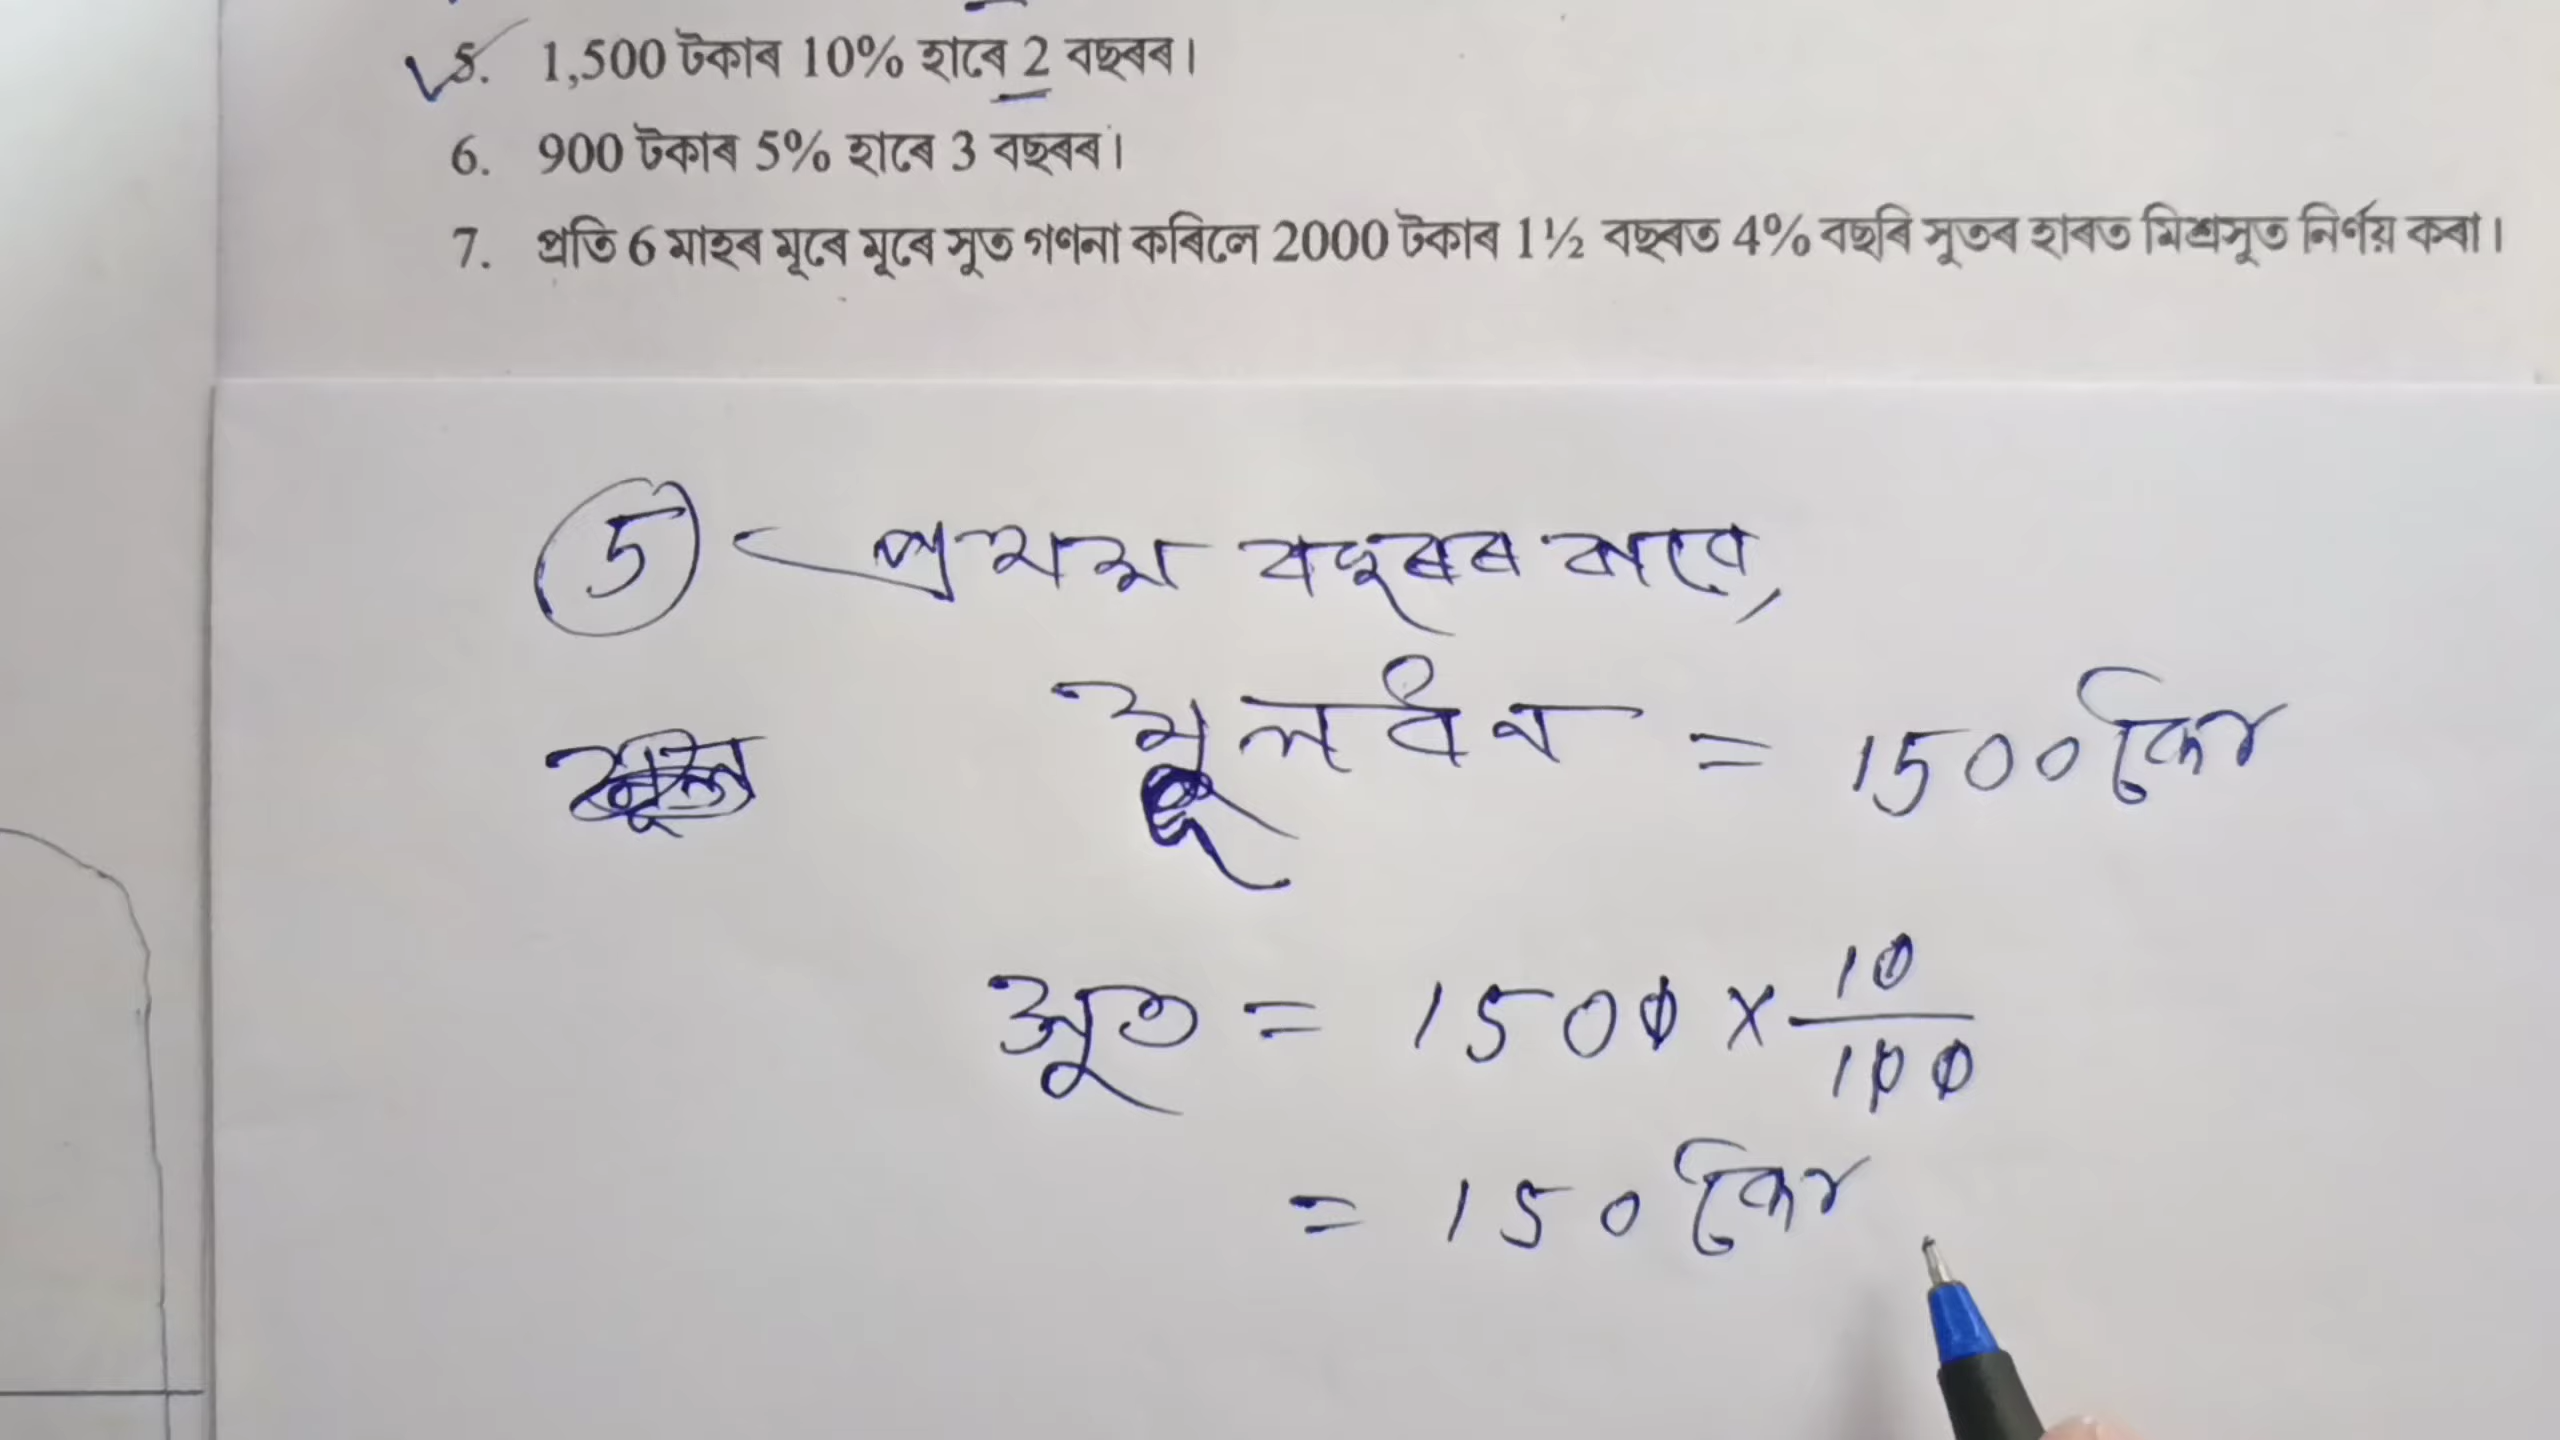 5. 1,500 টকাৰ 10% হাৰে 2 বছৰৰ।
6. 900 টকাৰ 5% হাৰে 3 বছৰৰ।
7. প্ৰতি 6 মাহৰ মূৰে মূৰে সুত গণনা কৰিলে 2000 টকাৰ 1½ বছৰত 4% বছৰি সুতৰ হাৰত মিশ্ৰসুত নিৰ্ণয় কৰা।
5 প্ৰথম বছৰৰ বাবে,
মূলধন = 1500 টকা
সুত = 1500 × 10/100
= 150 টকা